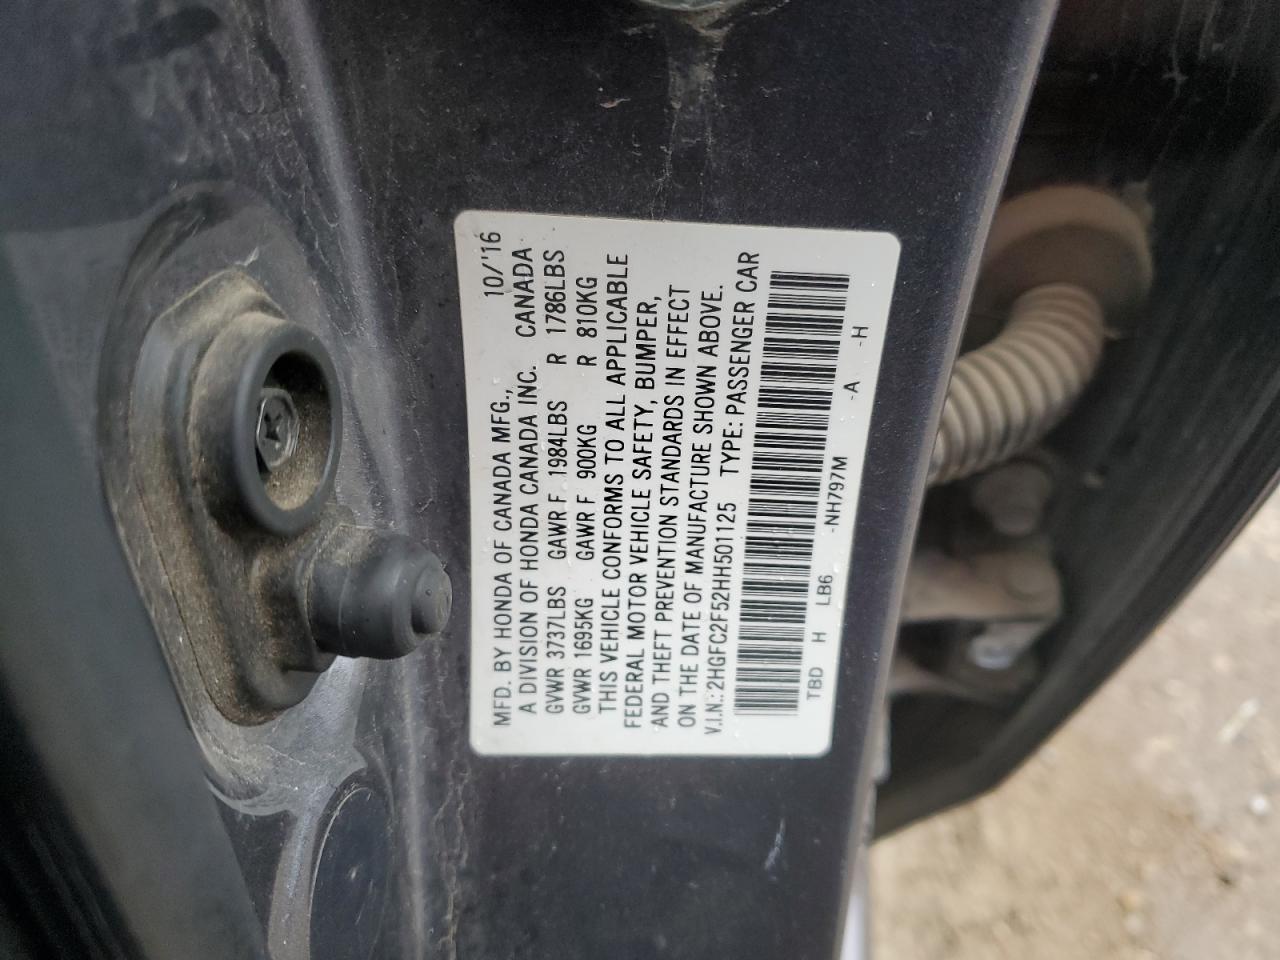 10/'16
MFD. BY HONDA OF CANADA MFG.,
A DIVISION OF HONDA CANADA INC. CANADA
GVWR 3737LBS GAWR F 1984LBS R 1786LBS
GVWR 1695KG GAWR F 900KG R 810KG
THIS VEHICLE CONFORMS TO ALL APPLICABLE
FEDERAL MOTOR VEHICLE SAFETY, BUMPER,
AND THEFT PREVENTION STANDARDS IN EFFECT
ON THE DATE OF MANUFACTURE SHOWN ABOVE.
V.I.N.: 2HGFC2F52HH501125 TYPE: PASSENGER CAR
TBD H LB6 -NH797M -A -H